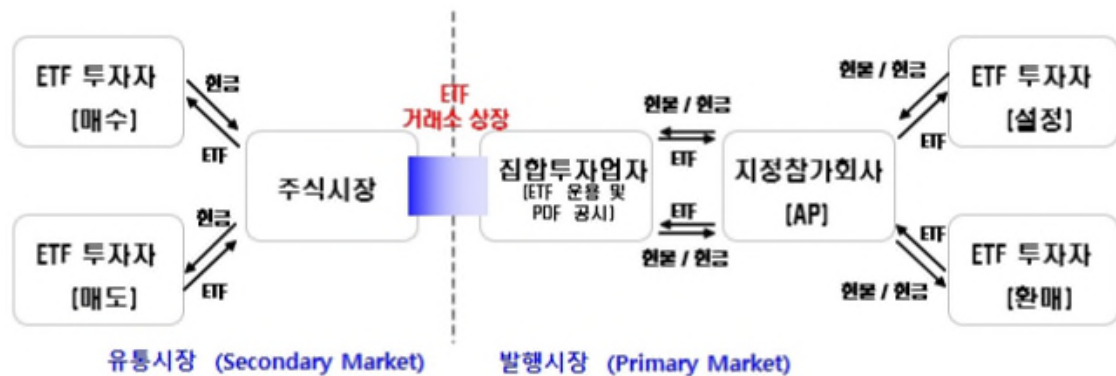 ETF 투자자
[매수]
현금
ETF
ETF 투자자
[매도]
현금
ETF
주식시장
ETF
거래소 상장
집합투자업자
[ETF 운용 및
PDF 공시]
현물 / 현금
ETF
ETF
현물 / 현금
지정참가회사
[AP]
현물 / 현금
ETF
ETF 투자자
[설정]
ETF
현물 / 현금
ETF 투자자
[환매]
유통시장 (Secondary Market)
발행시장 (Primary Market)